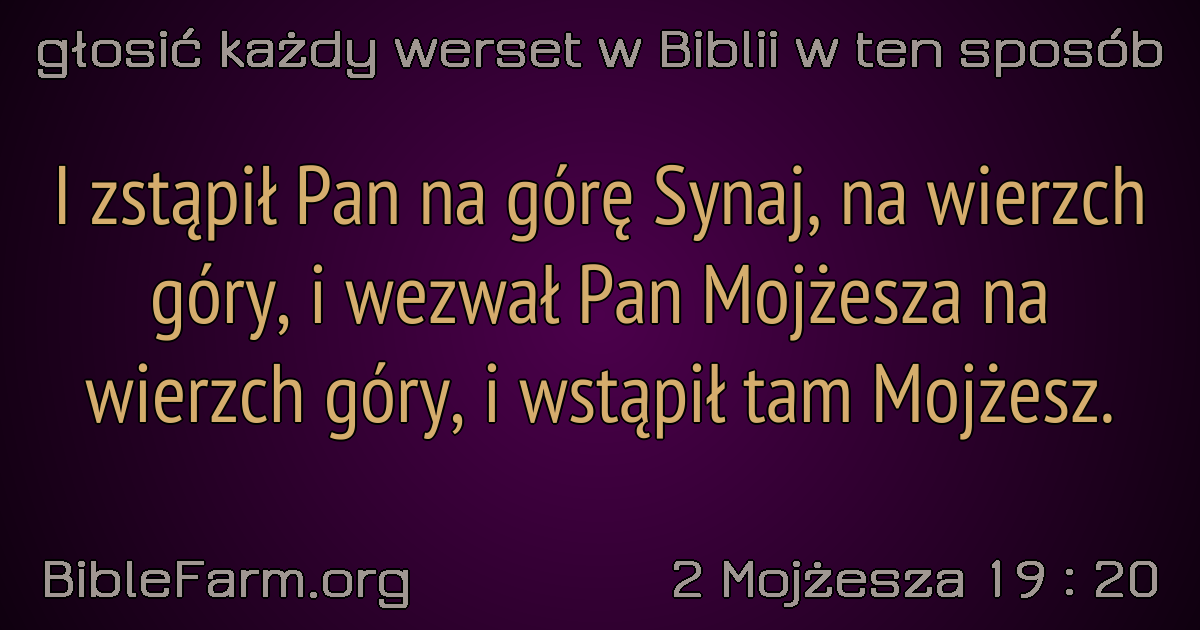 głosić każdy werset w Biblii w ten sposób
I zstąpił Pan na górę Synaj, na wierzch
góry, i wezwał Pan Mojżesza na
wierzch góry, i wstąpił tam Mojżesz.
BibleFarm.org
2 Mojżesza 19 : 20